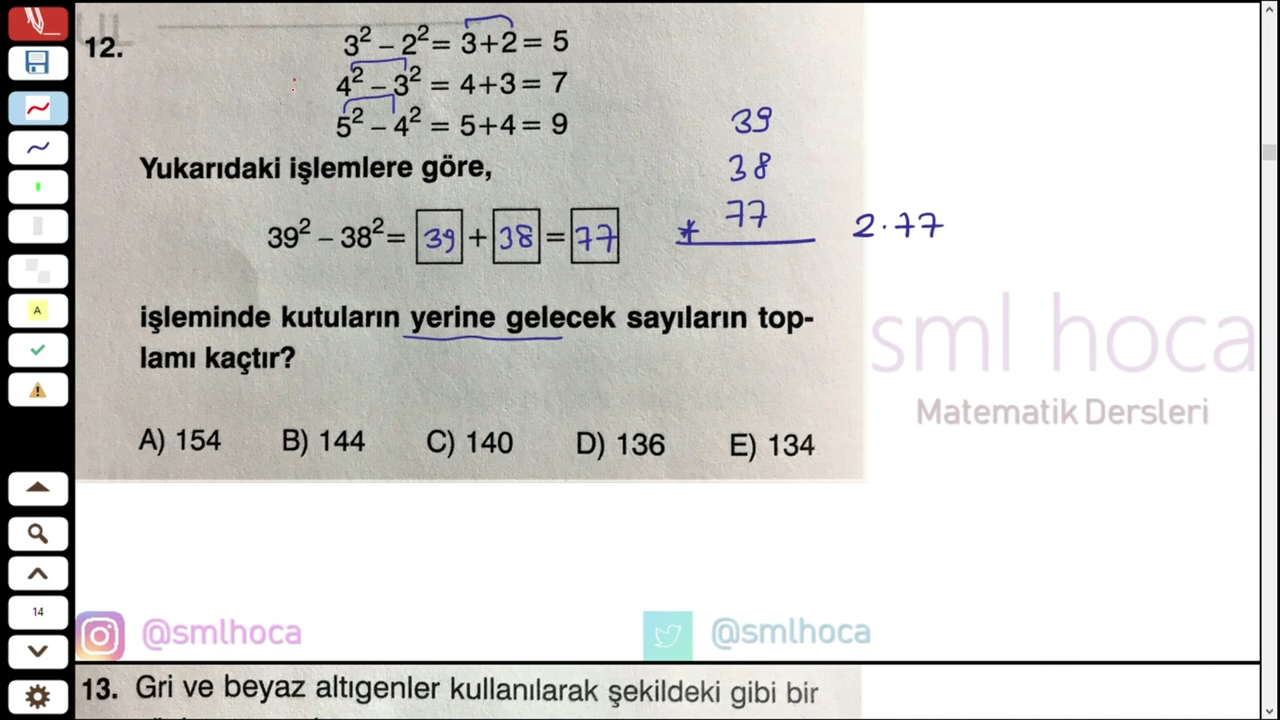 12.
3² – 2² = 3+2 = 5
4² – 3² = 4+3 = 7
5² – 4² = 5+4 = 9
Yukarıdaki işlemlere göre,
39² – 38² = 39 + 38 = 77
39
38
77
+
2·77
işleminde kutuların yerine gelecek sayıların top-
lamı kaçtır?
A) 154 B) 144 C) 140 D) 136 E) 134
sml hoca
Matematik Dersleri
@smlhoca @smlhoca
13. Gri ve beyaz altıgenler kullanılarak şekildeki gibi bir
A
14